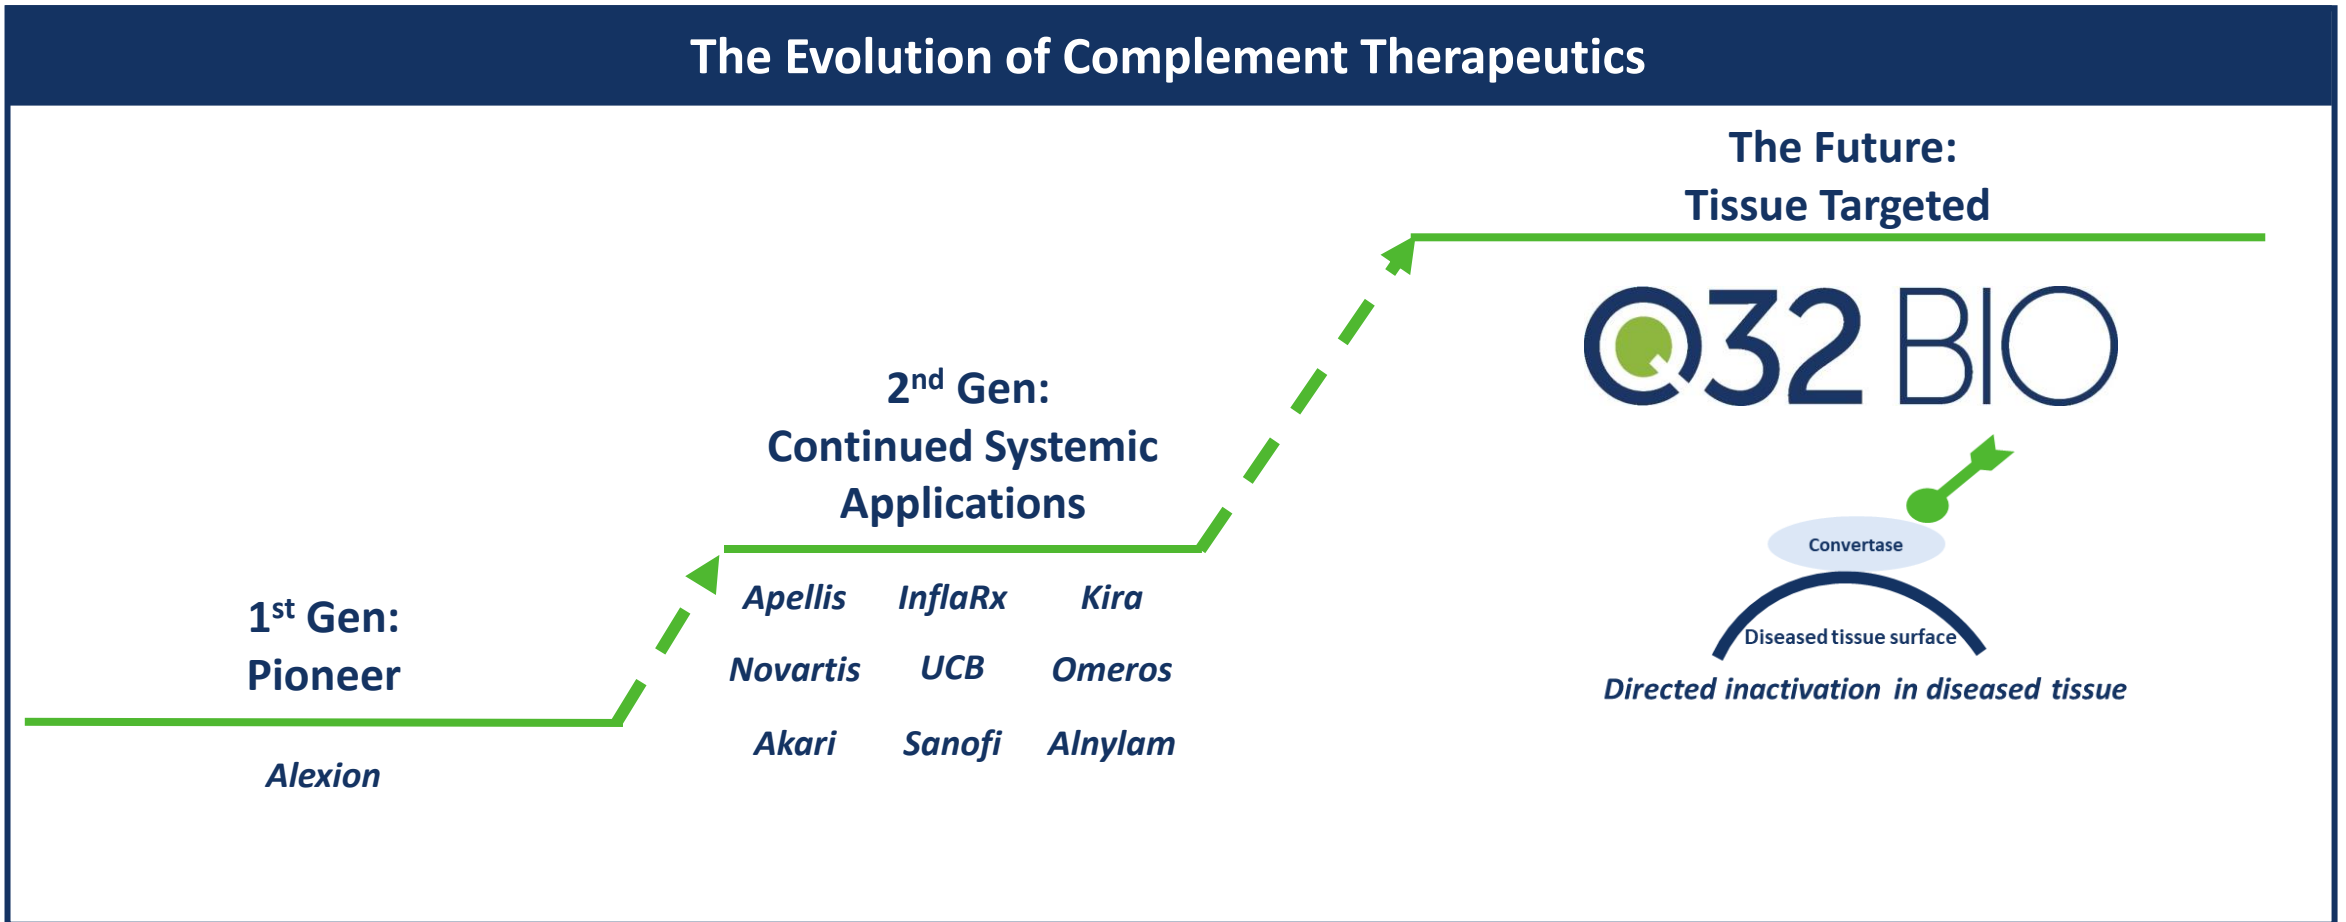 The Evolution of Complement Therapeutics
1st Gen:
Pioneer
Alexion
2nd Gen:
Continued Systemic
Applications
Apellis InflaRx Kira
Novartis UCB Omeros
Akari Sanofi Alnylam
The Future:
Tissue Targeted
Q32 BIO
Convertase
Diseased tissue surface
Directed inactivation in diseased tissue